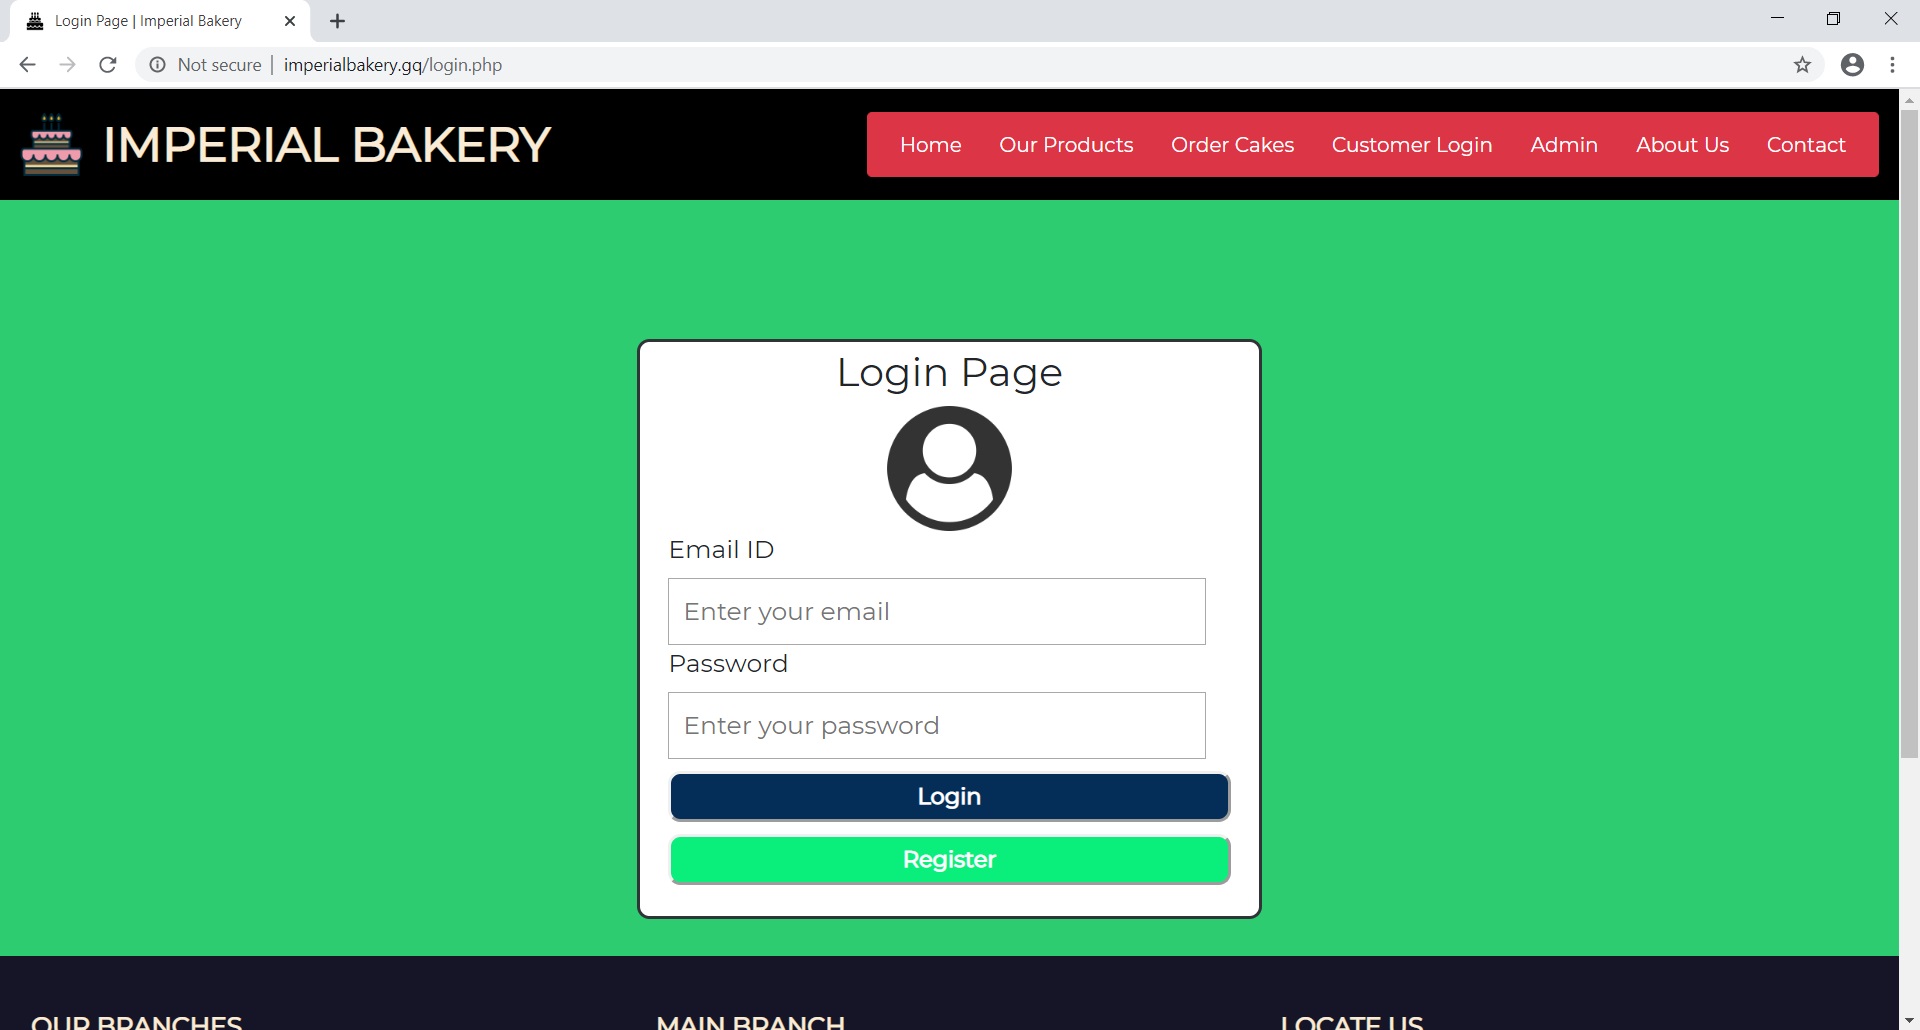 Login Page | Imperial Bakery
Not secure | imperialbakery.gq/login.php
IMPERIAL BAKERY
Home Our Products Order Cakes Customer Login Admin About Us Contact
Login Page
Email ID
Enter your email
Password
Enter your password
Login
Register
OUR BRANCHES MAIN BRANCH LOCATE US